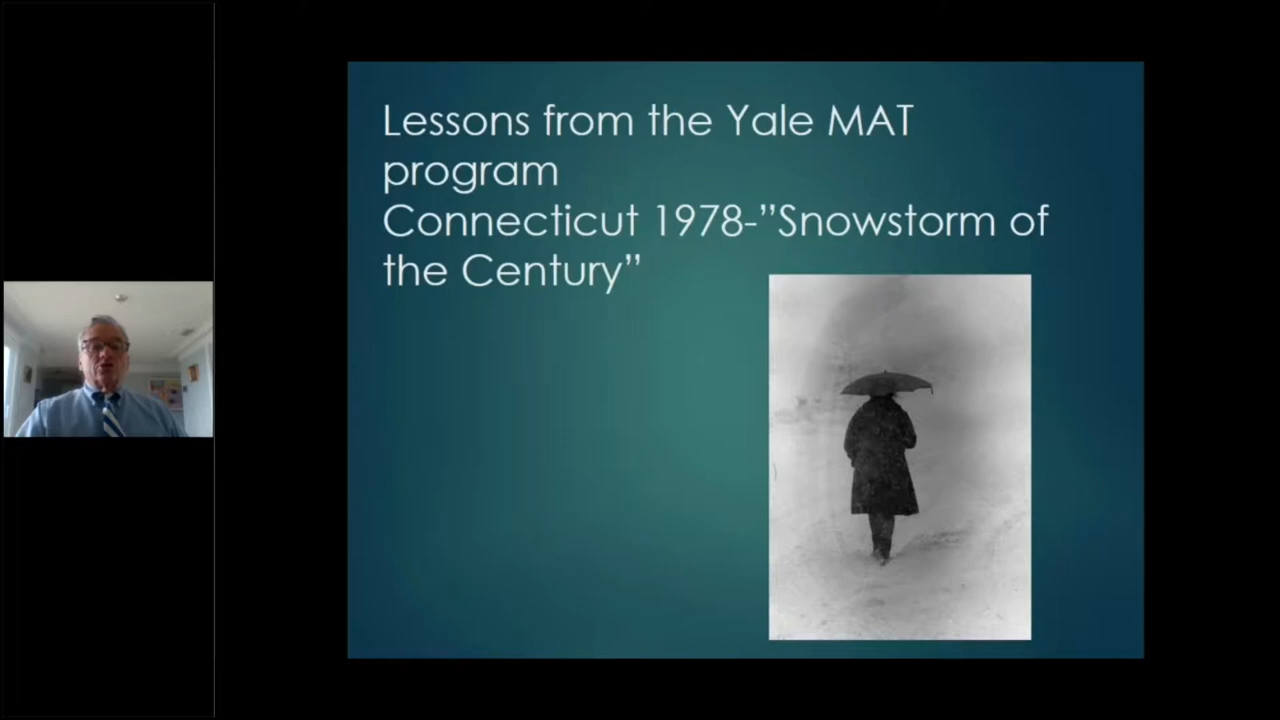 Lessons from the Yale MAT
program
Connecticut 1978-”Snowstorm of
the Century”